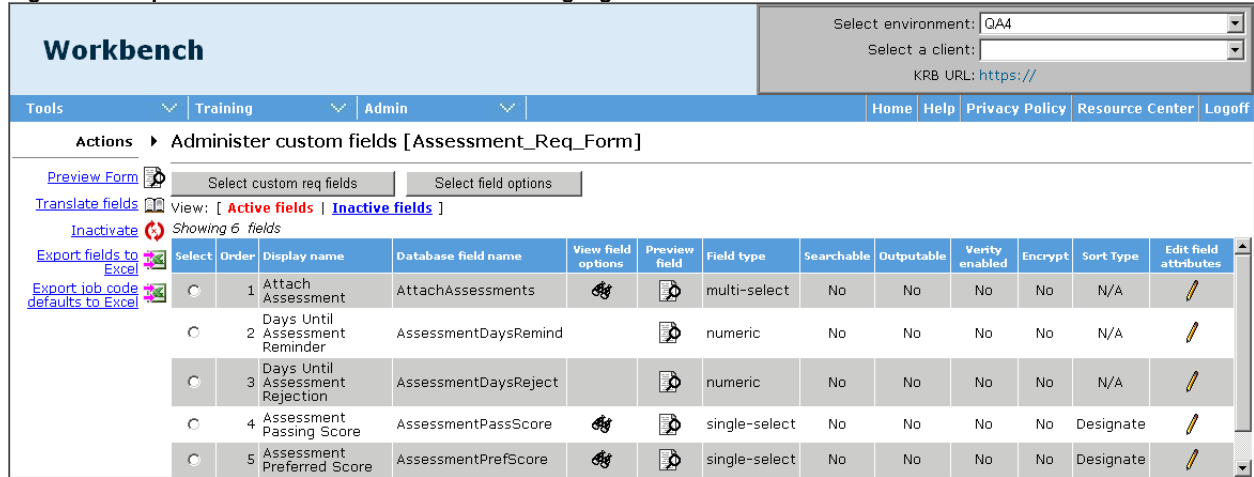 Workbench
Select environment: QA4
Select a client:
KRB URL: https://
Tools Training Admin Home Help Privacy Policy Resource Center Logoff
Actions Administer custom fields [Assessment_Req_Form]
Preview Form Select custom req fields Select field options
Translate fields View: [ Active fields | Inactive fields ]
Inactivate Showing 6 fields
Export fields to Excel
Export job code defaults to Excel
Select Order Display name Database field name View field options Preview field Field type Searchable Outputable Verity enabled Encrypt Sort Type Edit field attributes
1 Attach Assessment AttachAssessments multi-select No No No No N/A
2 Days Until Assessment Reminder AssessmentDaysRemind numeric No No No No N/A
3 Days Until Assessment Rejection AssessmentDaysReject numeric No No No No N/A
4 Assessment Passing Score AssessmentPassScore single-select No No No No Designate
5 Assessment Preferred Score AssessmentPrefScore single-select No No No No Designate